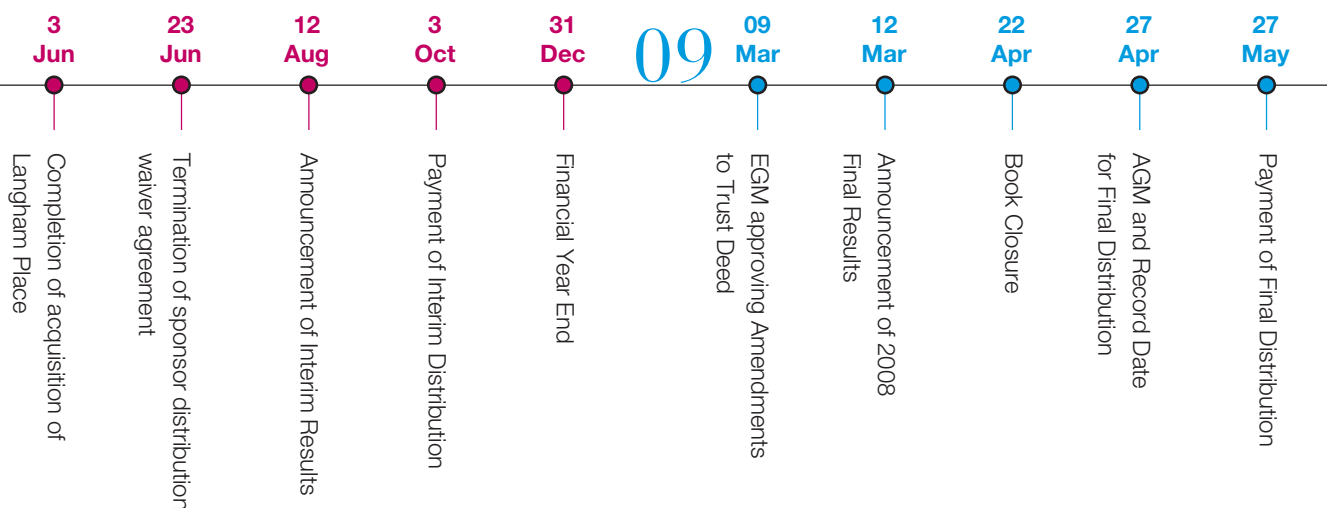 3
Jun
Completion of acquisition of
Langham Place
23
Jun
Termination of sponsor distribution
waiver agreement
12
Aug
Announcement of Interim Results
3
Oct
Payment of Interim Distribution
31
Dec
Financial Year End
09
09
Mar
EGM approving Amendments
to Trust Deed
12
Mar
Announcement of 2008
Final Results
22
Apr
Book Closure
27
Apr
AGM and Record Date
for Final Distribution
27
May
Payment of Final Distribution